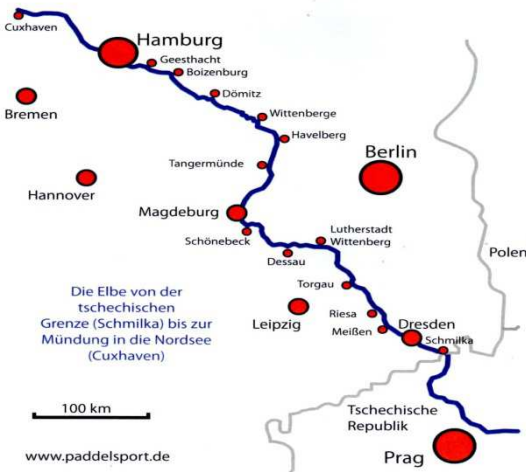 Cuxhaven
Hamburg
Geesthacht
Boizenburg
Bremen
Dömitz
Wittenberge
Havelberg
Berlin
Tangermünde
Hannover
Magdeburg
Schönebeck
Lutherstadt
Wittenberg
Dessau
Polen
Torgau
Die Elbe von der
tschechischen
Grenze (Schmilka) bis zur
Mündung in die Nordsee
(Cuxhaven)
Leipzig
Riesa
Meißen
Dresden
Schmilka
100 km
Tschechische
Republik
www.paddelsport.de
Prag